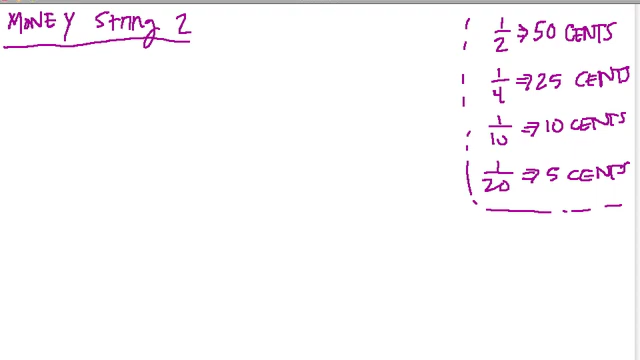 MONEY String 2
1/2 ⇒ 50 CENTS
1/4 ⇒ 25 CENTS
1/10 ⇒ 10 CENTS
1/20 ⇒ 5 CENTS